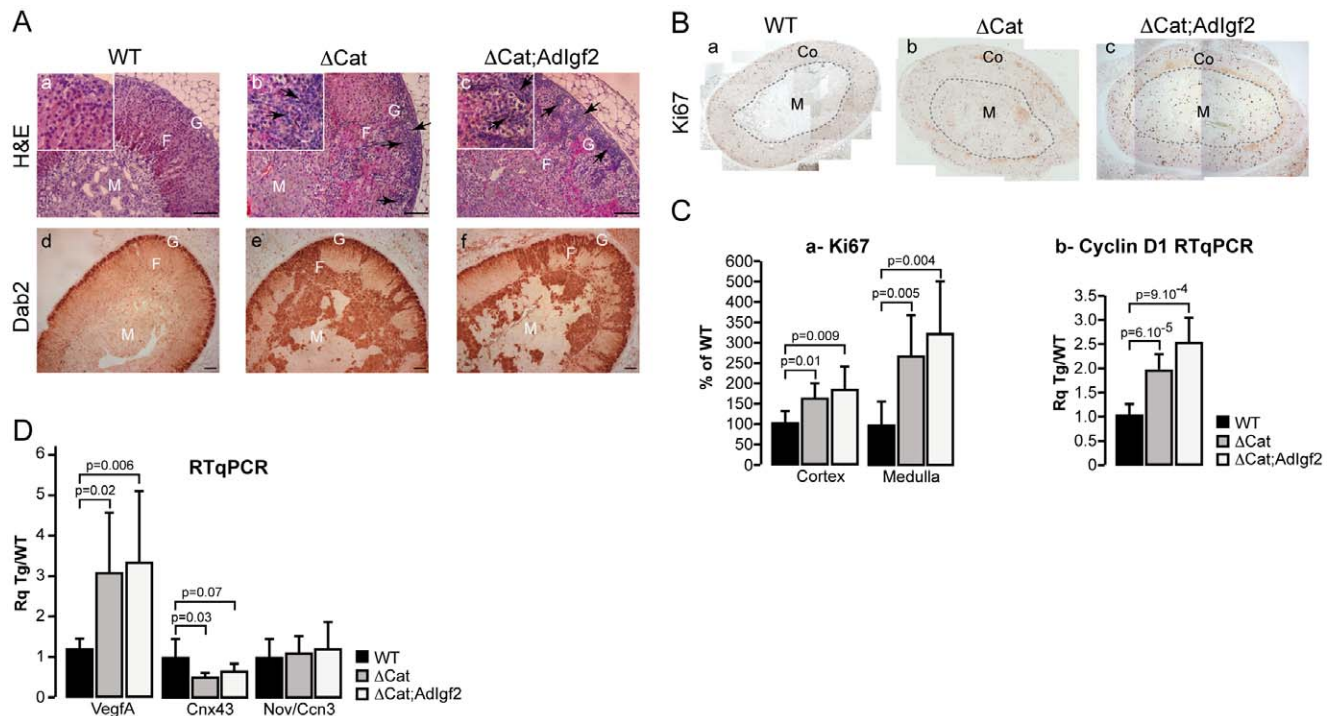 A
WT
ΔCat
ΔCat;AdIgf2
H&E
a
G
F
M
b
G
F
M
c
G
F
Dab2
d
G
F
M
e
G
F
M
f
G
F
M
B
WT
ΔCat
ΔCat;AdIgf2
Ki67
a
Co
M
b
Co
M
c
Co
M
C
a- Ki67
% of WT
600
350
300
250
200
150
100
50
0
p=0.01
p=0.009
p=0.005
p=0.004
Cortex
Medulla
b- Cyclin D1 RTqPCR
Rq Tg/WT
3.5
3.0
2.5
2.0
1.5
1.0
0.5
0
p=9.10-4
p=6.10-5
WT
ΔCat
ΔCat;AdIgf2
D
RTqPCR
Rq Tg/WT
6
5
4
3
2
1
0
p=0.006
p=0.02
p=0.07
p=0.03
VegfA
Cnx43
Nov/Ccn3
WT
ΔCat
ΔCat;AdIgf2